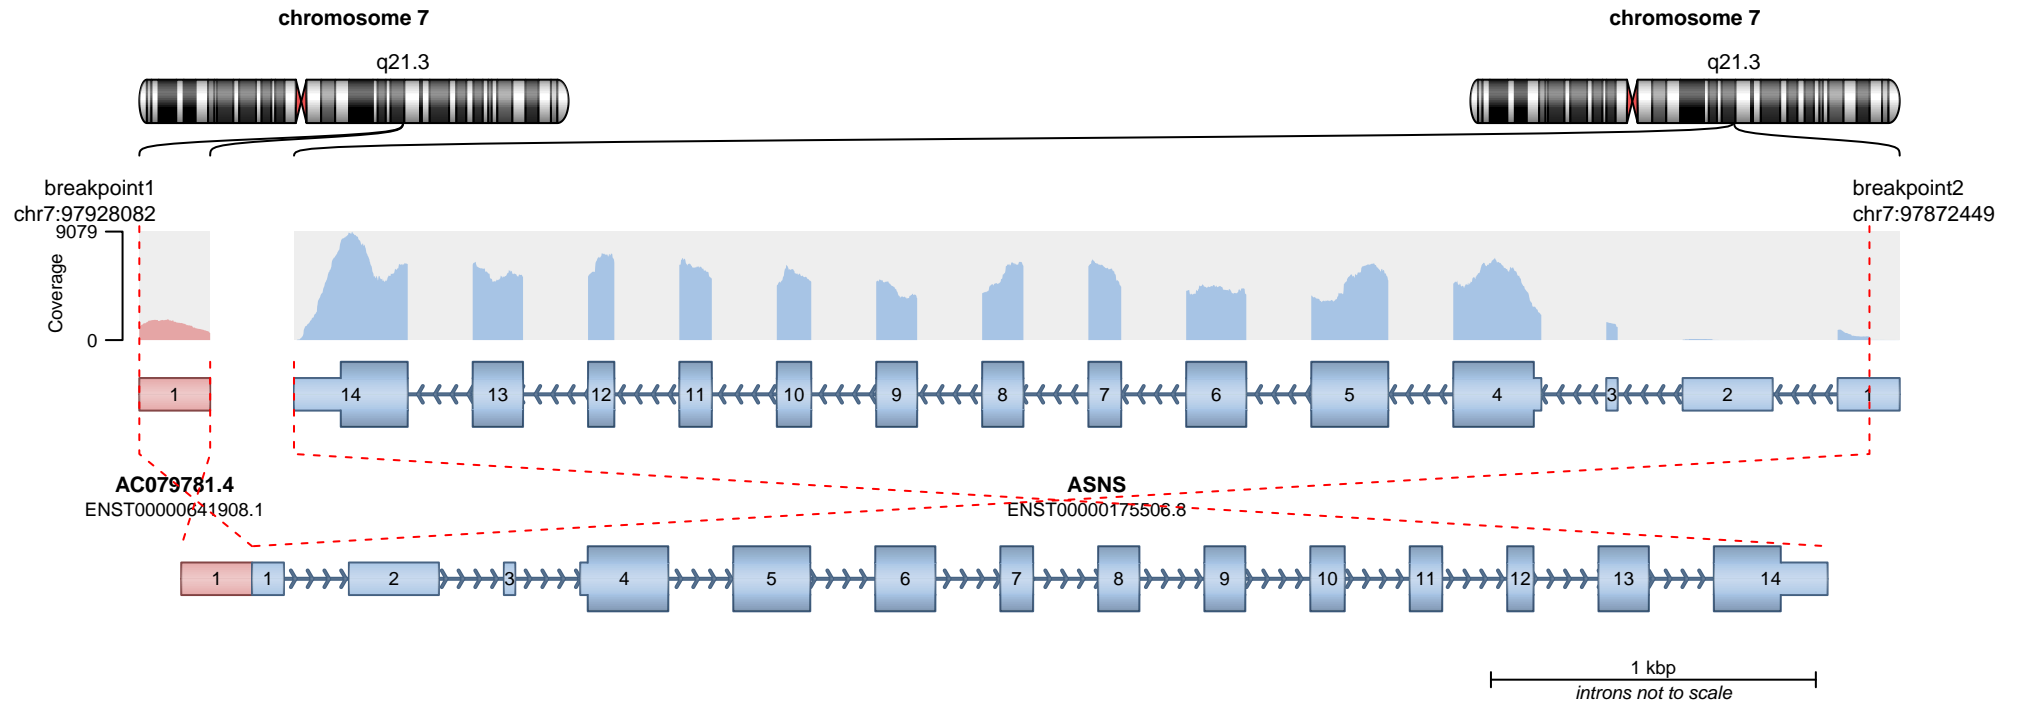 chromosome 7
chromosome 7
q21.3
q21.3
breakpoint1
chr7:97928082
breakpoint2
chr7:97872449
9079
Coverage
0
1
14
13
12
11
10
9
8
7
6
5
4
3
2
1
AC079781.4
ENST00000641908.1
ASNS
ENST00000175506.8
1
1
2
3
4
5
6
7
8
9
10
11
12
13
14
1 kbp
introns not to scale